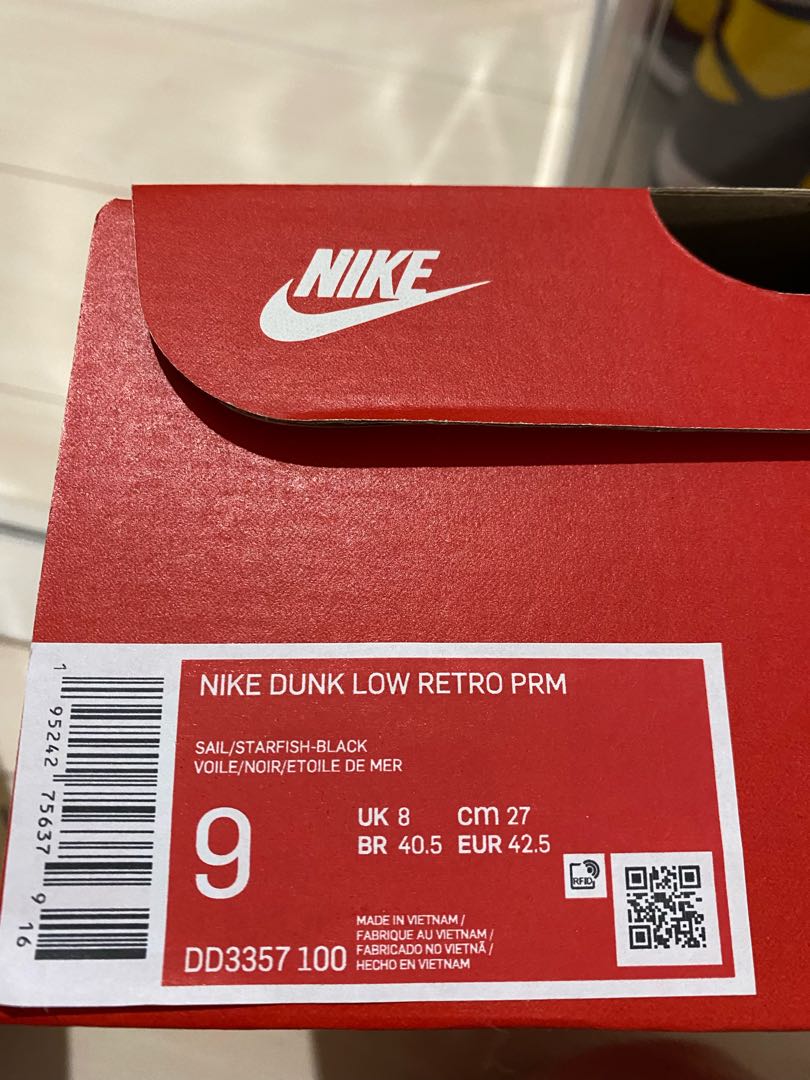 NIKE
NIKE DUNK LOW RETRO PRM
SAIL/STARFISH-BLACK
VOILE/NOIR/ETOILE DE MER
9
UK 8 cm 27
BR 40.5 EUR 42.5
RFID
MADE IN VIETNAM /
FABRIQUE AU VIETNAM /
FABRICADO NO VIETNÃ /
HECHO EN VIETNAM
DD3357 100
1 95242 75637 9 16